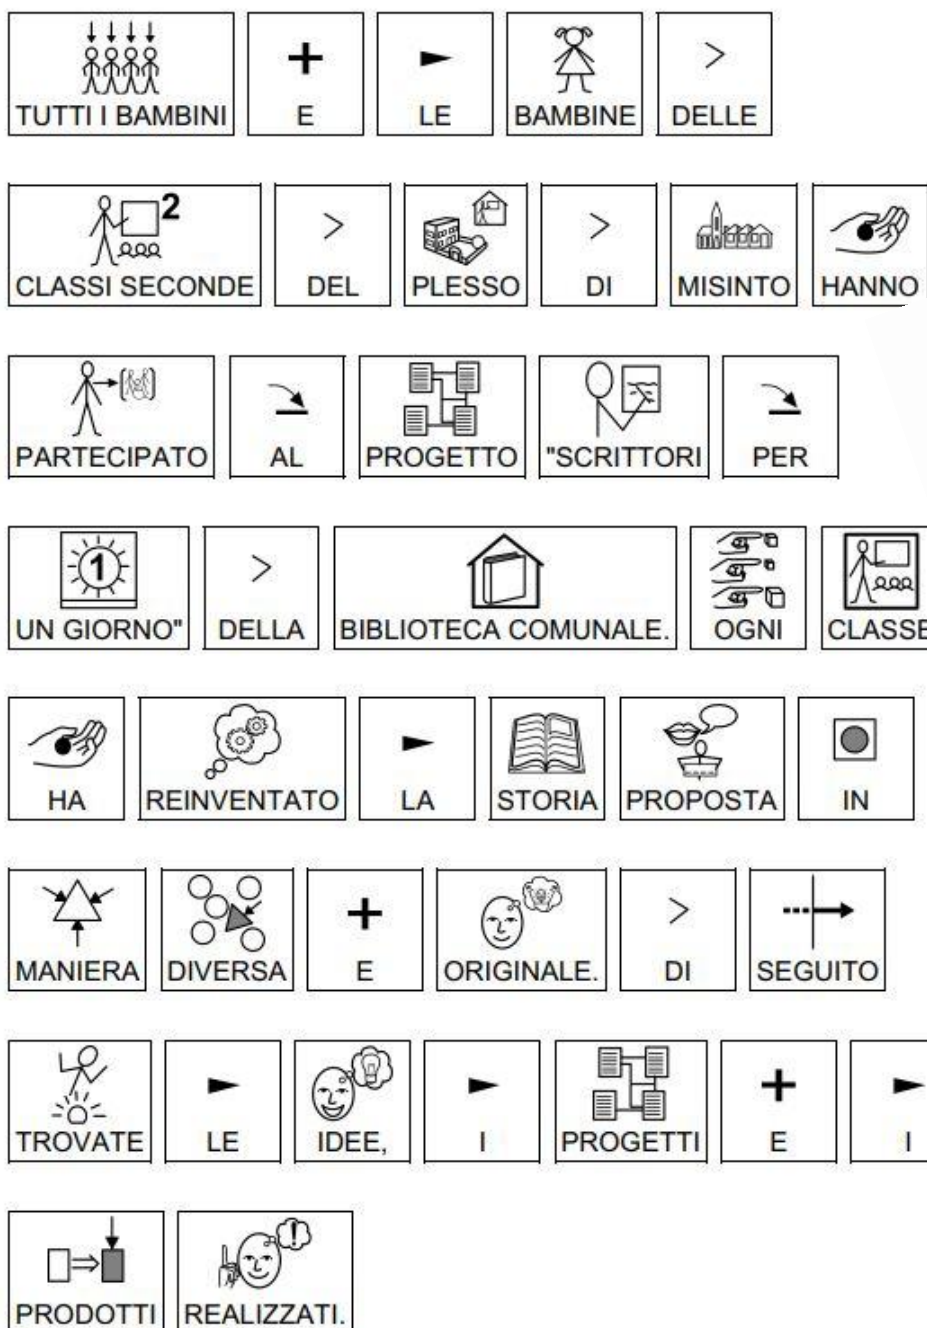 TUTTI I BAMBINI E LE BAMBINE DELLE
2
CLASSI SECONDE DEL PLESSO DI MISINTO HANNO
PARTECIPATO AL PROGETTO "SCRITTORI PER
1
UN GIORNO" DELLA BIBLIOTECA COMUNALE. OGNI CLASSE
HA REINVENTATO LA STORIA PROPOSTA IN
MANIERA DIVERSA E ORIGINALE. DI SEGUITO
TROVATE LE IDEE, I PROGETTI E I
PRODOTTI REALIZZATI.